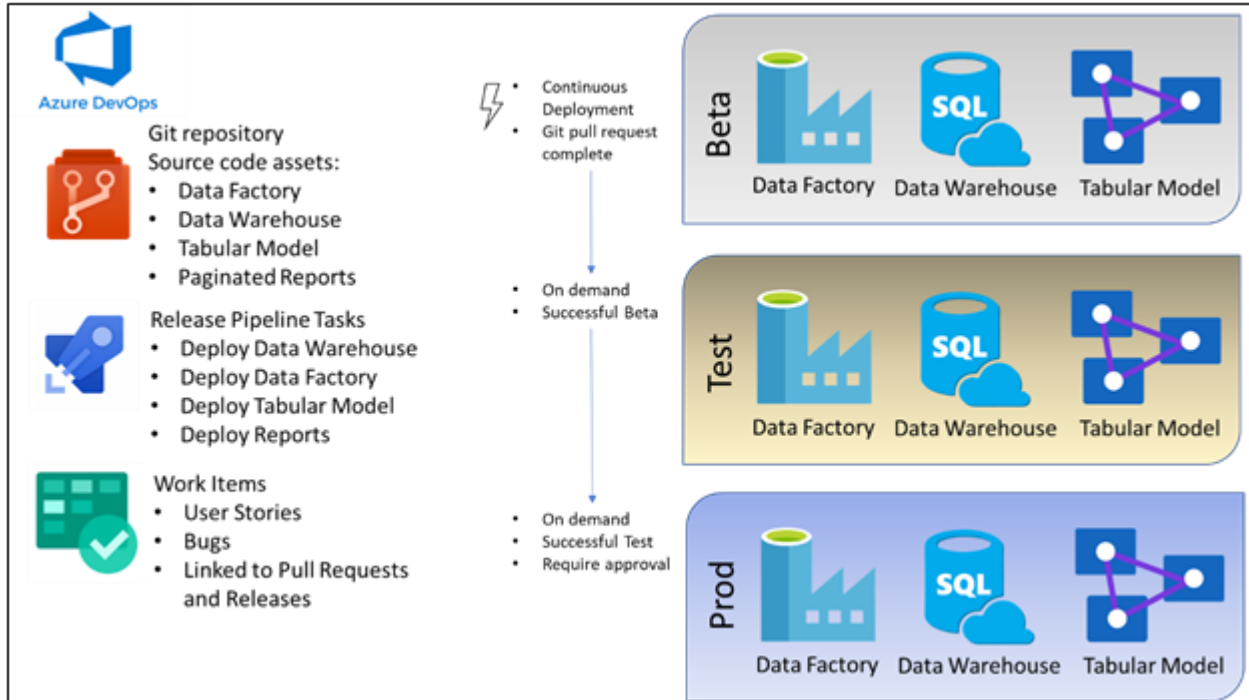 Azure DevOps
Git repository
Source code assets:
• Data Factory
• Data Warehouse
• Tabular Model
• Paginated Reports
Release Pipeline Tasks
• Deploy Data Warehouse
• Deploy Data Factory
• Deploy Tabular Model
• Deploy Reports
Work Items
• User Stories
• Bugs
• Linked to Pull Requests
and Releases
• Continuous
Deployment
• Git pull request
complete
• On demand
• Successful Beta
• On demand
• Successful Test
• Require approval
Beta
SQL
Data Factory Data Warehouse Tabular Model
Test
SQL
Data Factory Data Warehouse Tabular Model
Prod
SQL
Data Factory Data Warehouse Tabular Model